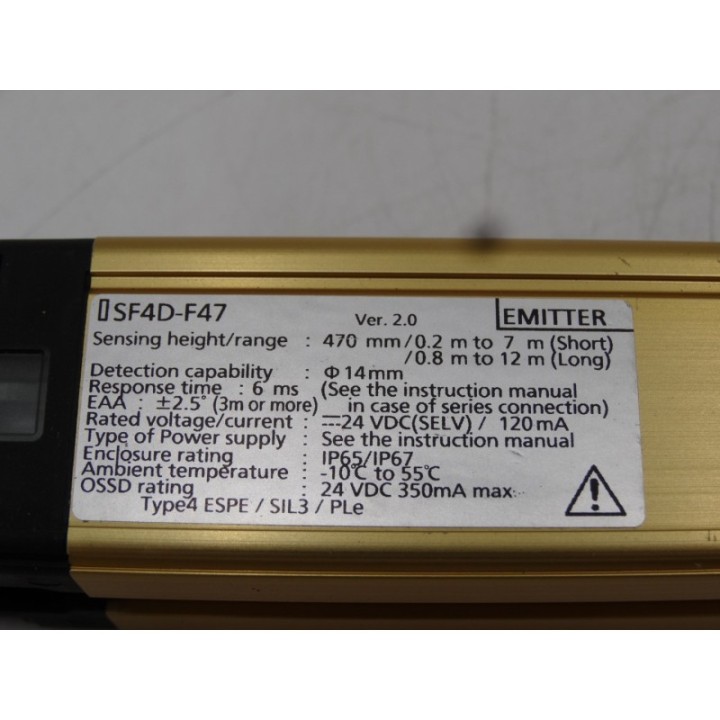 SF4D-F47 Ver. 2.0 EMITTER
Sensing height/range : 470 mm/0.2 m to 7 m (Short)
/0.8 m to 12 m (Long)
Detection capability : Φ14mm
Response time : 6 ms (See the instruction manual
EAA : ±2.5° (3m or more) in case of series connection)
Rated voltage/current : ⎓24 VDC(SELV) / 120mA
Type of Power supply : See the instruction manual
Enclosure rating : IP65/IP67
Ambient temperature : -10℃ to 55℃
OSSD rating : 24 VDC 350mA max.
Type4 ESPE / SIL3 / PLe